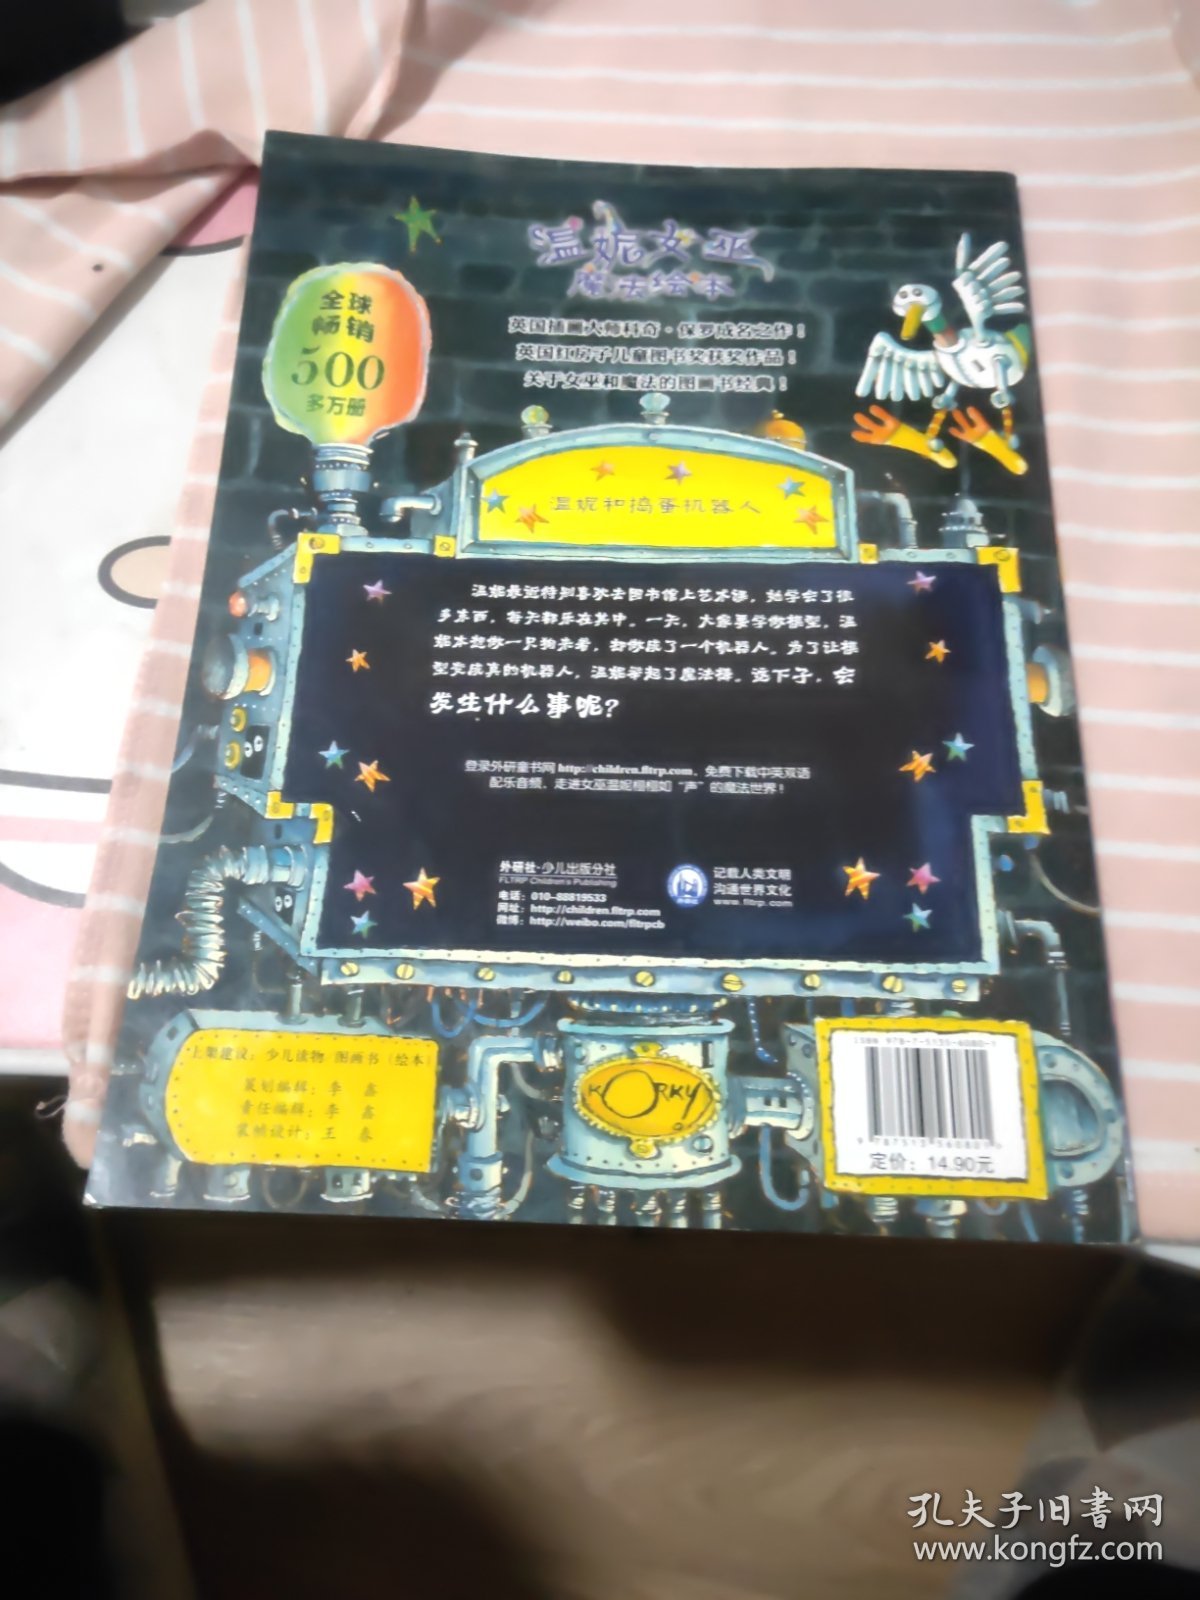 温妮女巫
魔法绘本
全球
畅销
500
多万册
英国插画大师科奇·保罗成名之作！
英国红房子儿童图书奖获奖作品！
关于女巫和魔法的图画书经典！
温妮和捣蛋机器人
温妮最近特别喜欢去图书馆上艺术课，她学会了很
多东西，每天都乐在其中。一天，大家要学做模型，温
妮本想做一只狗来着，却做成了一个机器人。为了让模
型变成真的机器人，温妮举起了魔法棒。这下子，会
发生什么事呢？
登录外研童书网 http://children.fltrp.com，免费下载中英双语
配乐音频，走进女巫温妮栩栩如“声”的魔法世界！
外研社·少儿出版分社
FLTRP Children's Publishing
电话：010-88819533
网址：http://children.fltrp.com
微博：http://weibo.com/fltrpcb
记载人类文明
沟通世界文化
www.fltrp.com
上架建议：少儿读物 图画书（绘本）
策划编辑：李 鑫
责任编辑：李 鑫
装帧设计：王 春
KORKY
ISBN 978-7-5135-6080-1
9 787513 560801
定价：14.90元
孔夫子旧书网
www.kongfz.com